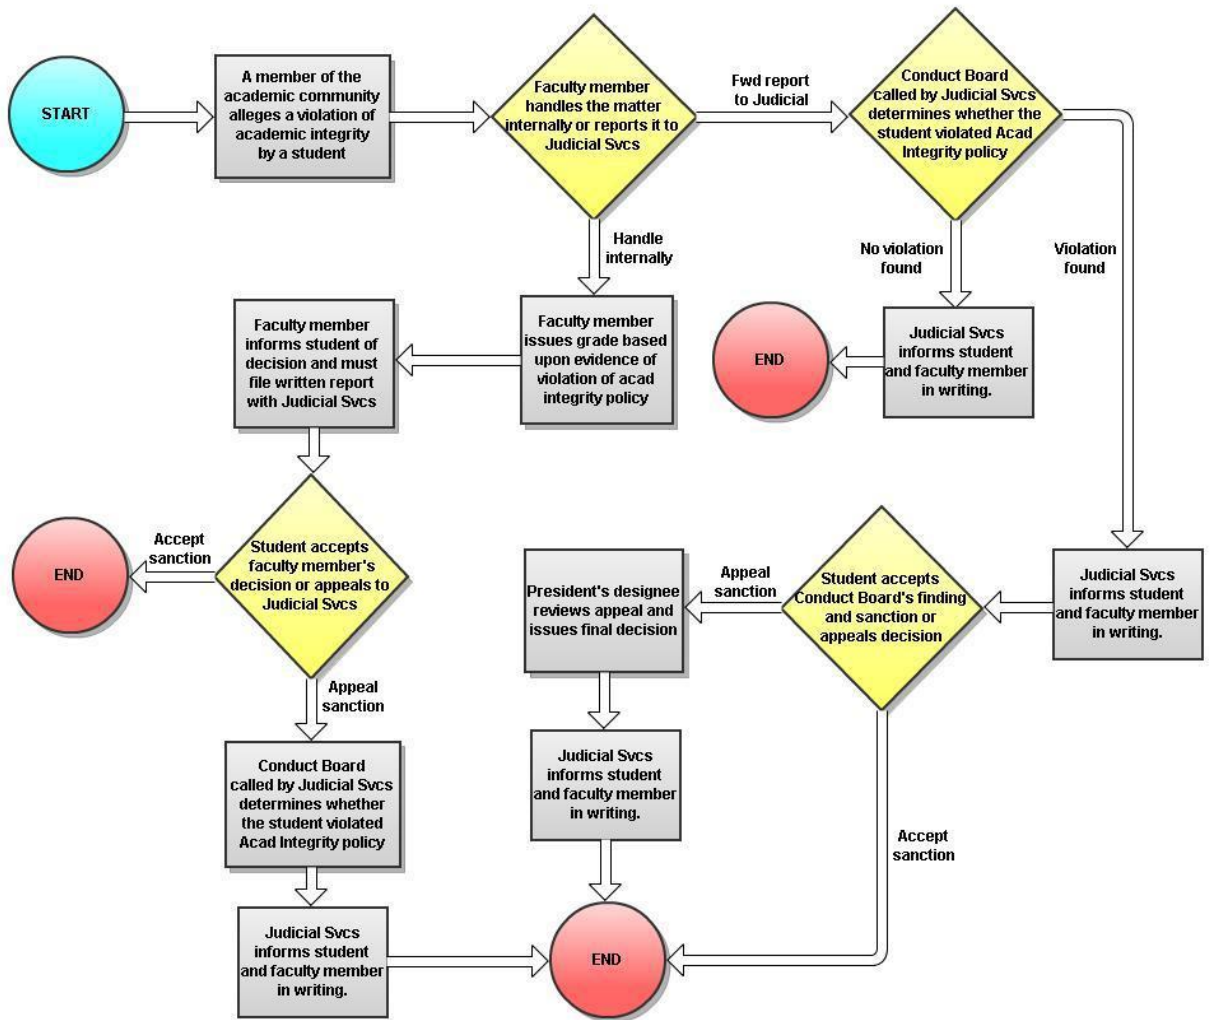 START
A member of the
academic community
alleges a violation of
academic integrity
by a student
Faculty member
handles the matter
internally or reports it to
Judicial Svcs
Fwd report
to Judicial
Conduct Board
called by Judicial Svcs
determines whether the
student violated Acad
Integrity policy
Handle
internally
No violation
found
Violation
found
Faculty member
informs student of
decision and must
file written report
with Judicial Svcs
Faculty member
issues grade based
upon evidence of
violation of acad
integrity policy
END
Judicial Svcs
informs student
and faculty member
in writing.
END
Accept
sanction
Student accepts
faculty member's
decision or appeals to
Judicial Svcs
President's designee
reviews appeal and
issues final decision
Appeal
sanction
Student accepts
Conduct Board's finding
and sanction or
appeals decision
Judicial Svcs
informs student
and faculty member
in writing.
Appeal
sanction
Conduct Board
called by Judicial Svcs
determines whether
the student violated
Acad Integrity policy
Judicial Svcs
informs student
and faculty member
in writing.
Accept
sanction
Judicial Svcs
informs student
and faculty member
in writing.
END